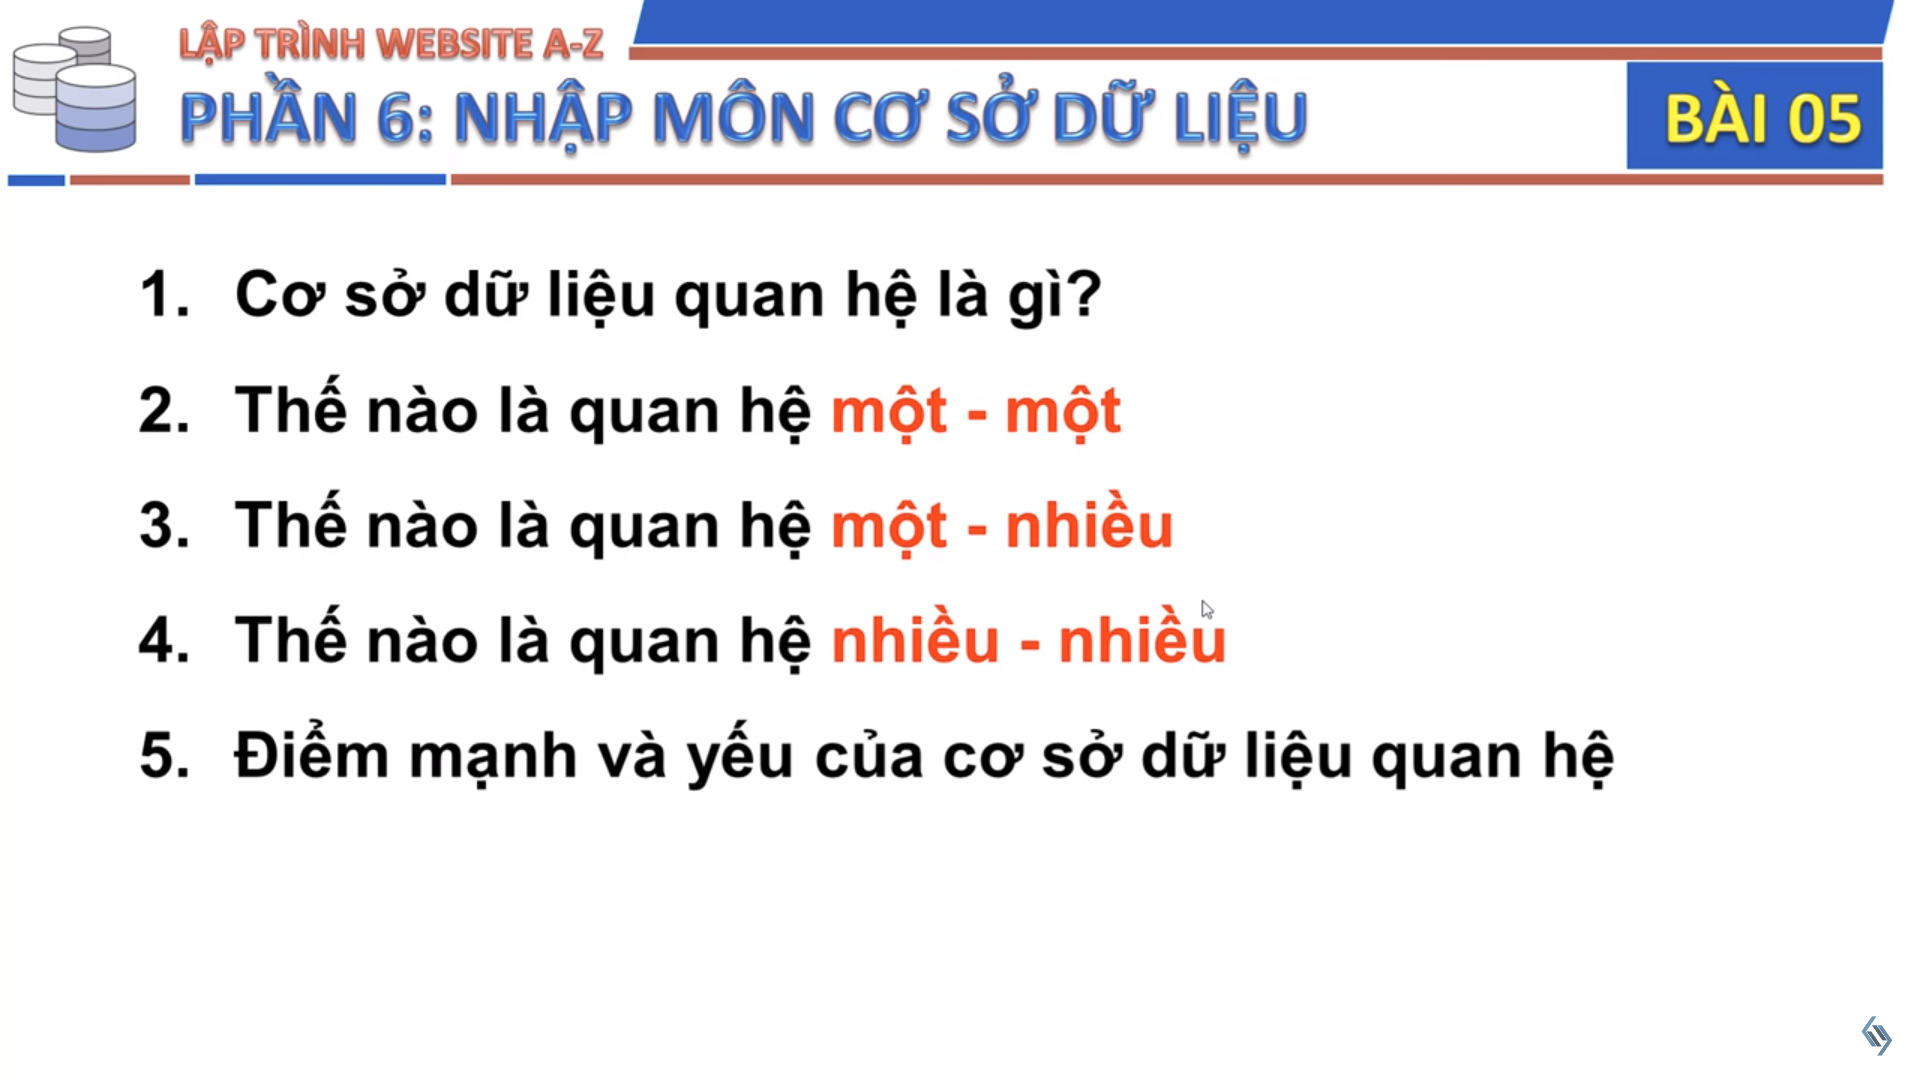 LẬP TRÌNH WEBSITE A-Z
PHẦN 6: NHẬP MÔN CƠ SỞ DỮ LIỆU
BÀI 05
1. Cơ sở dữ liệu quan hệ là gì?
2. Thế nào là quan hệ một - một
3. Thế nào là quan hệ một - nhiều
4. Thế nào là quan hệ nhiều - nhiều
5. Điểm mạnh và yếu của cơ sở dữ liệu quan hệ